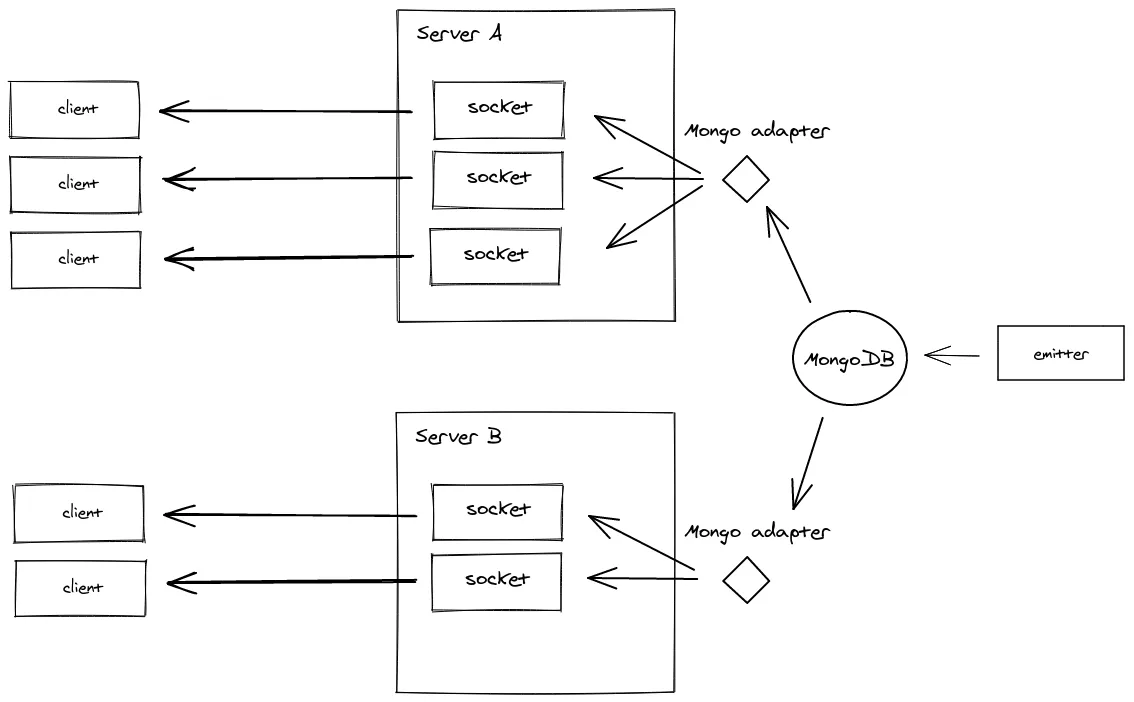 Server A
client
socket
Mongo adapter
client
socket
client
socket
MongoDB
emitter
Server B
client
socket
Mongo adapter
client
socket